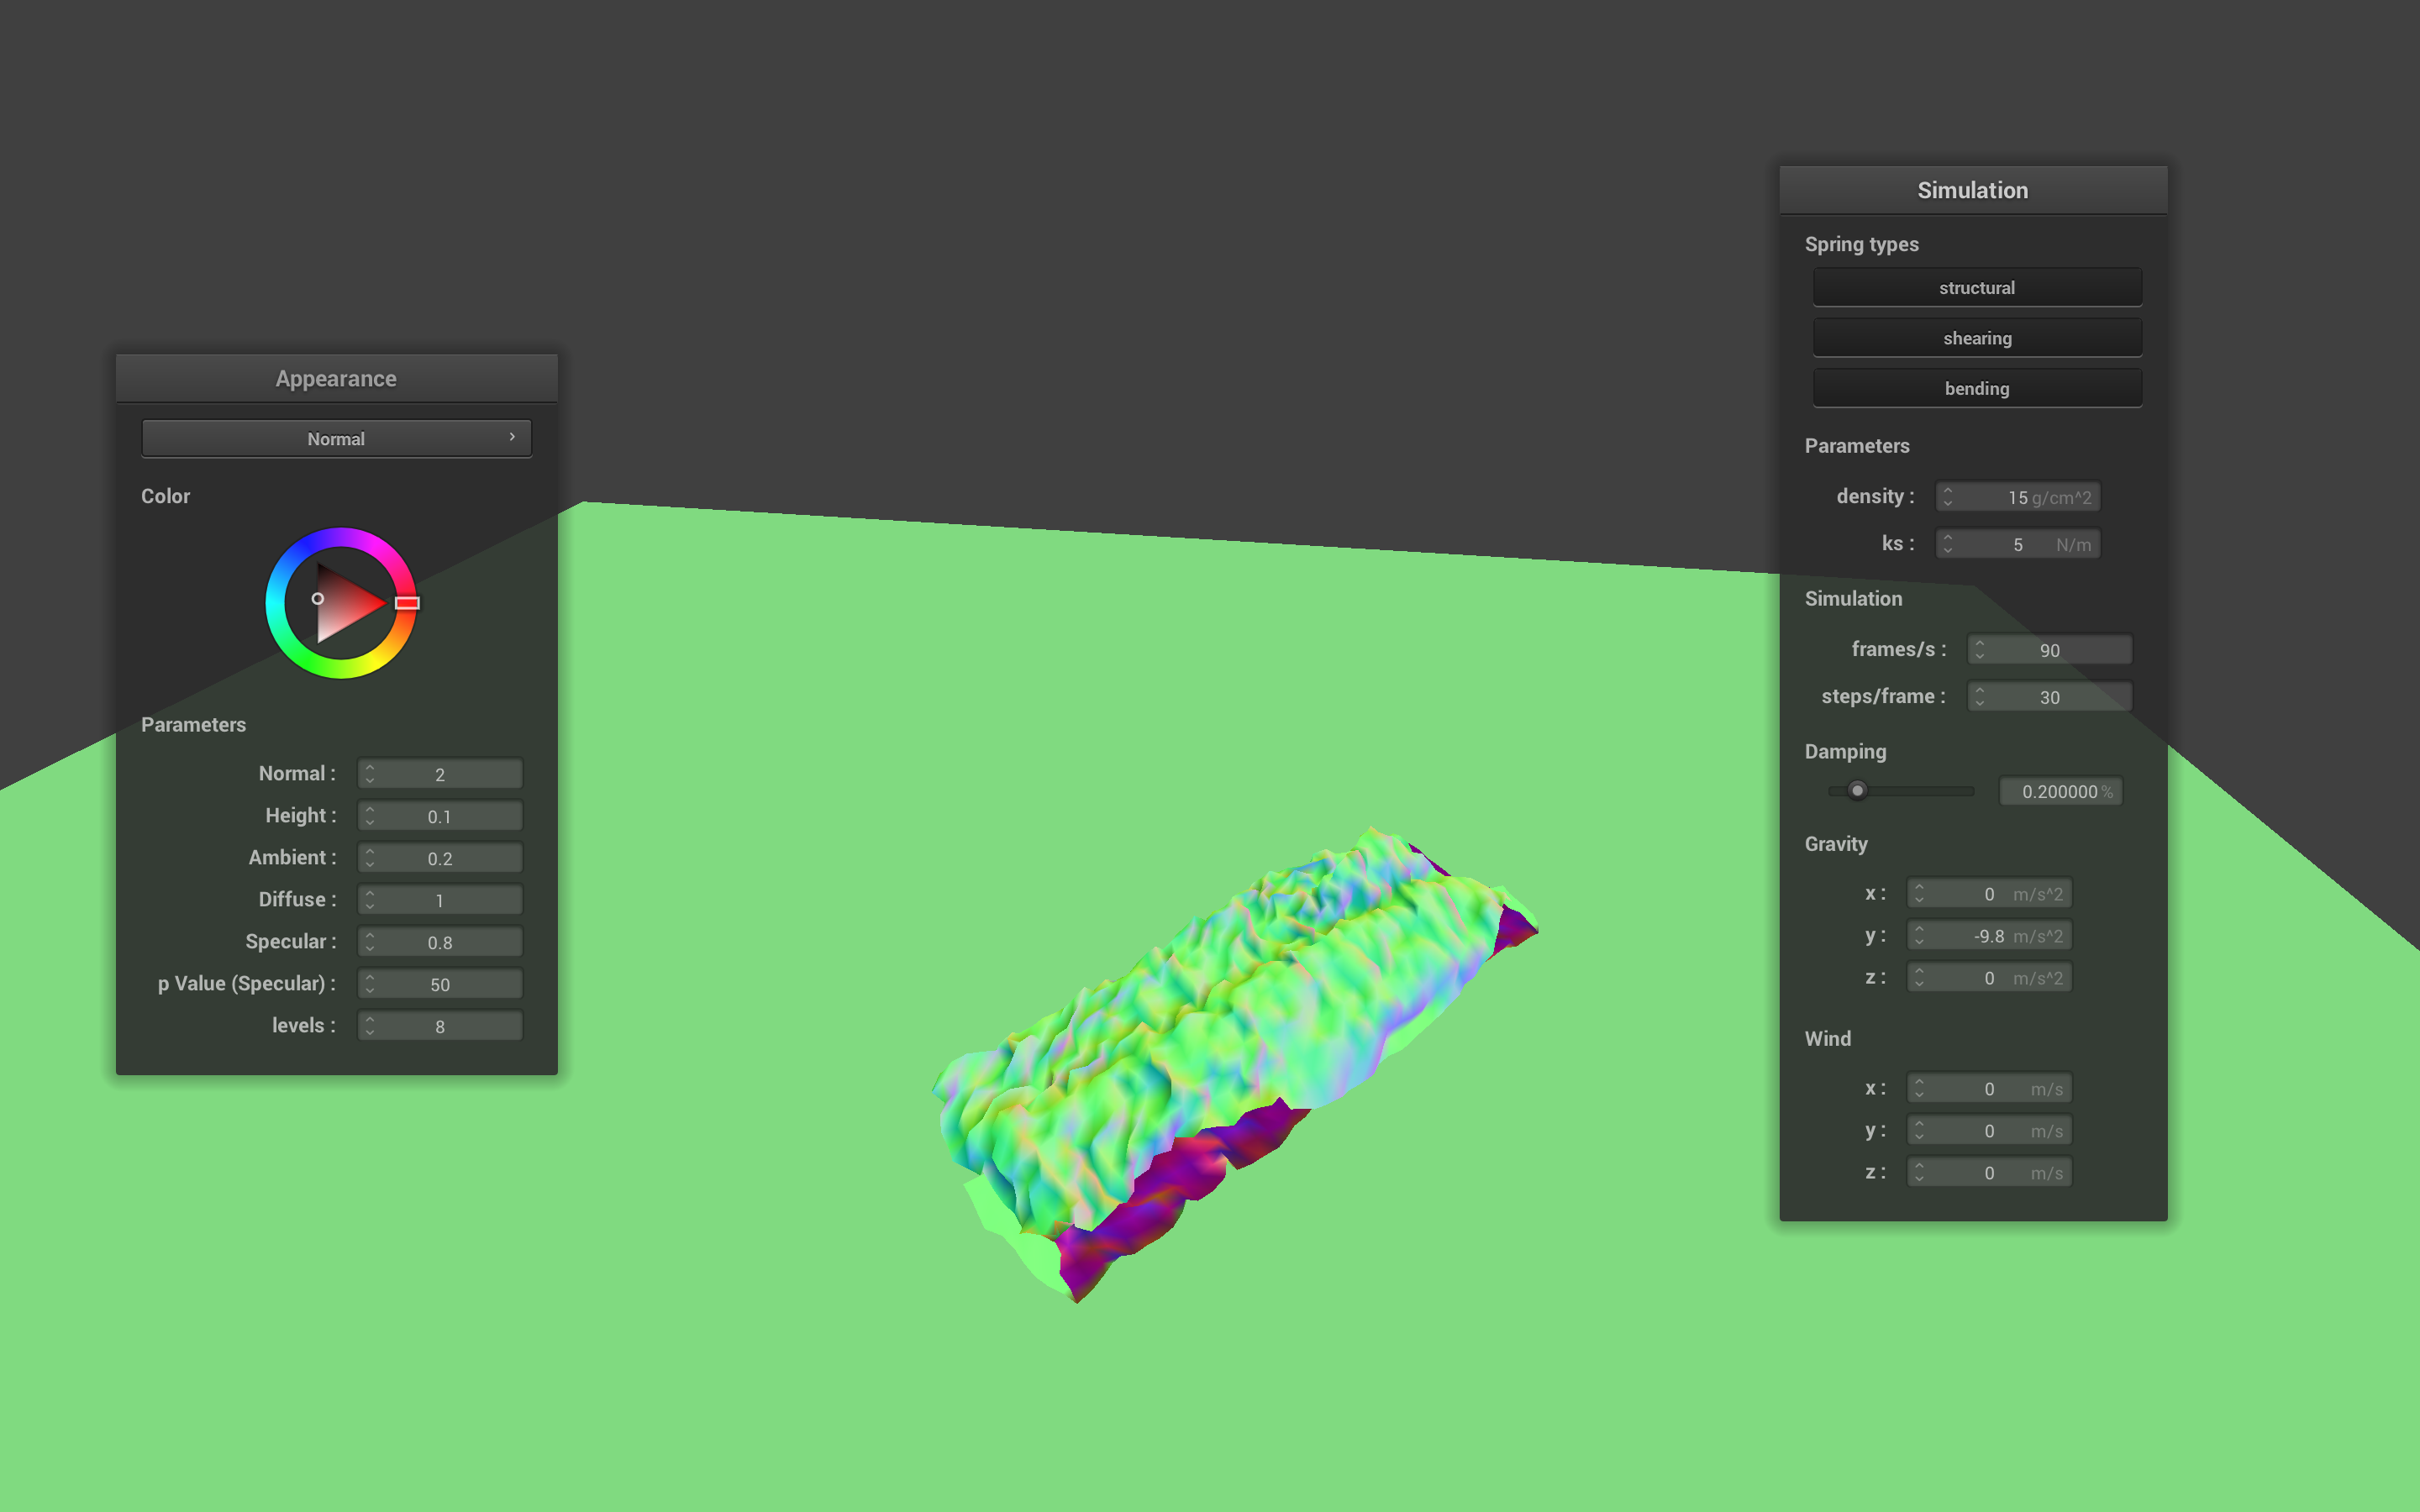 Appearance
Normal
Color
Parameters
Normal : 2
Height : 0.1
Ambient : 0.2
Diffuse : 1
Specular : 0.8
p Value (Specular) : 50
levels : 8
Simulation
Spring types
structural
shearing
bending
Parameters
density : 15 g/cm^2
ks : 5 N/m
Simulation
frames/s : 90
steps/frame : 30
Damping
0.200000 %
Gravity
x : 0 m/s^2
y : -9.8 m/s^2
z : 0 m/s^2
Wind
x : 0 m/s
y : 0 m/s
z : 0 m/s